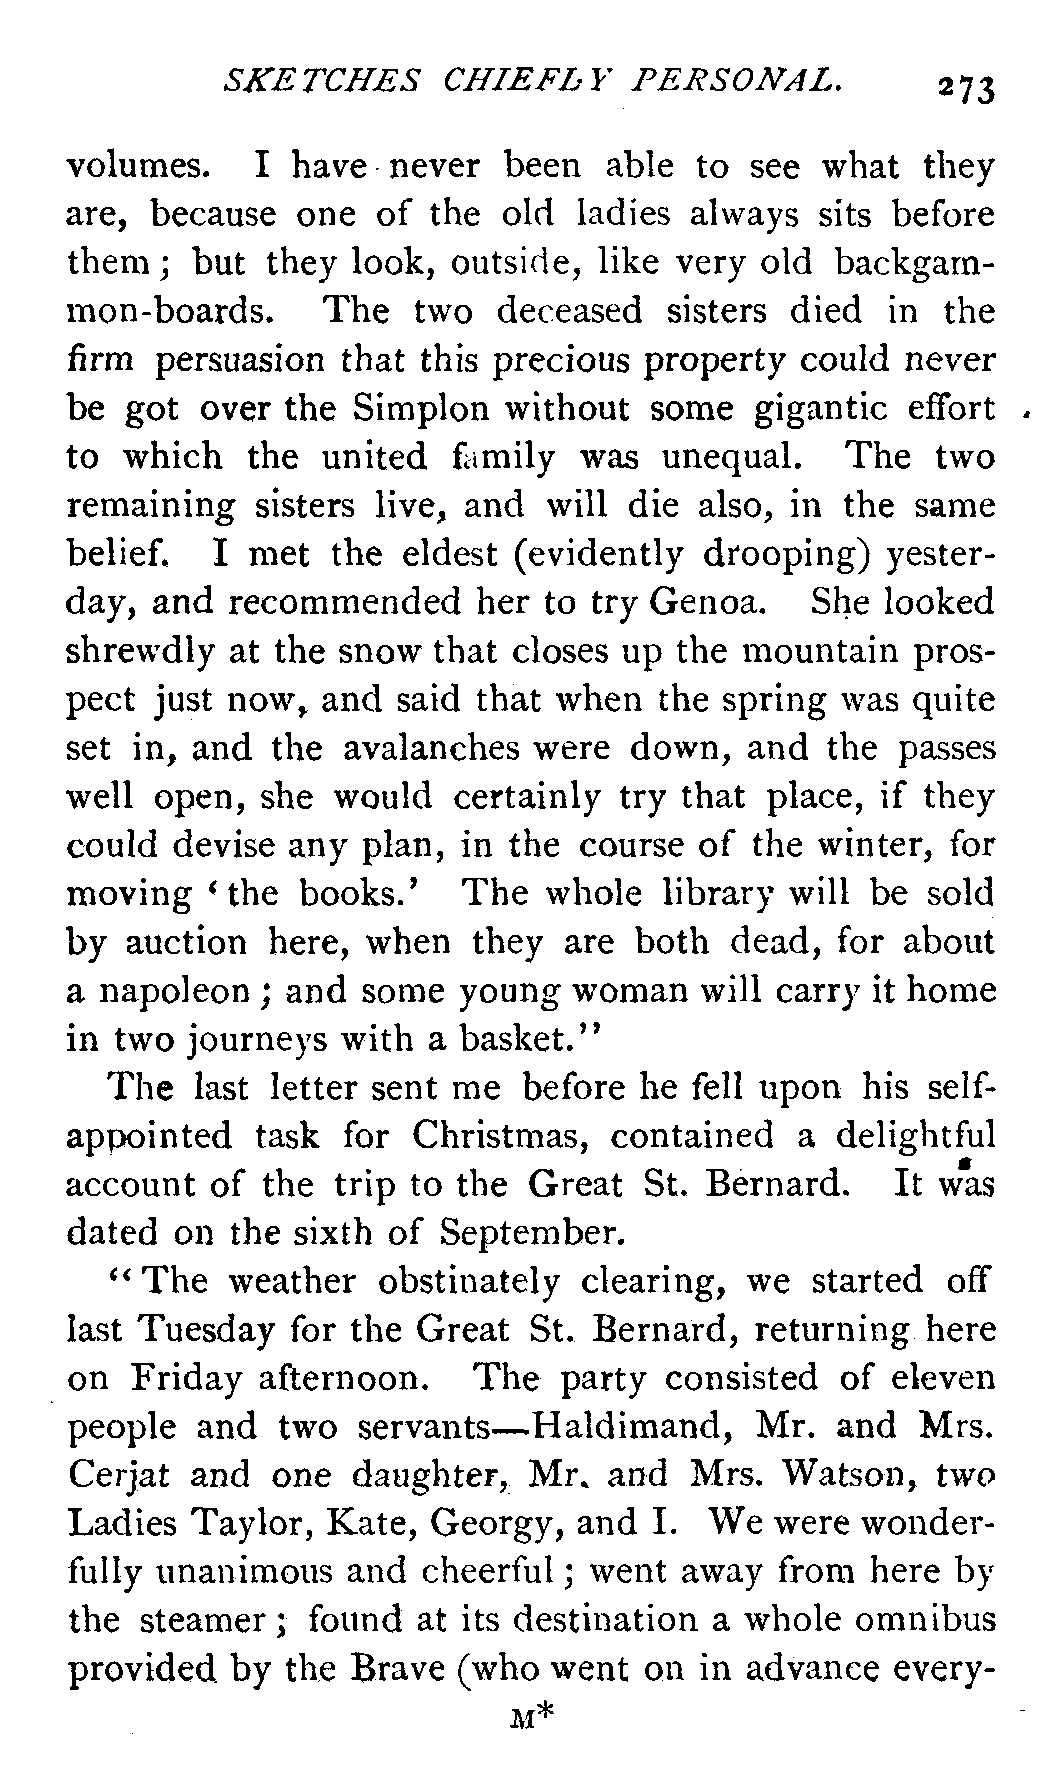 SKETCHES CHIEFLY PERSONAL. 273
volumes. I have never been able to see what they
are, because one of the old ladies always sits before
them ; but they look, outside, like very old backgam-
mon-boards. The two deceased sisters died in the
firm persuasion that this precious property could never
be got over the Simplon without some gigantic effort
to which the united family was unequal. The two
remaining sisters live, and will die also, in the same
belief. I met the eldest (evidently drooping) yester-
day, and recommended her to try Genoa. She looked
shrewdly at the snow that closes up the mountain pros-
pect just now, and said that when the spring was quite
set in, and the avalanches were down, and the passes
well open, she would certainly try that place, if they
could devise any plan, in the course of the winter, for
moving ‘ the books.’ The whole library will be sold
by auction here, when they are both dead, for about
a napoleon ; and some young woman will carry it home
in two journeys with a basket.”
The last letter sent me before he fell upon his self-
appointed task for Christmas, contained a delightful
account of the trip to the Great St. Bernard. It was
dated on the sixth of September.
“ The weather obstinately clearing, we started off
last Tuesday for the Great St. Bernard, returning here
on Friday afternoon. The party consisted of eleven
people and two servants—Haldimand, Mr. and Mrs.
Cerjat and one daughter, Mr. and Mrs. Watson, two
Ladies Taylor, Kate, Georgy, and I. We were wonder-
fully unanimous and cheerful ; went away from here by
the steamer ; found at its destination a whole omnibus
provided by the Brave (who went on in advance every-
M*